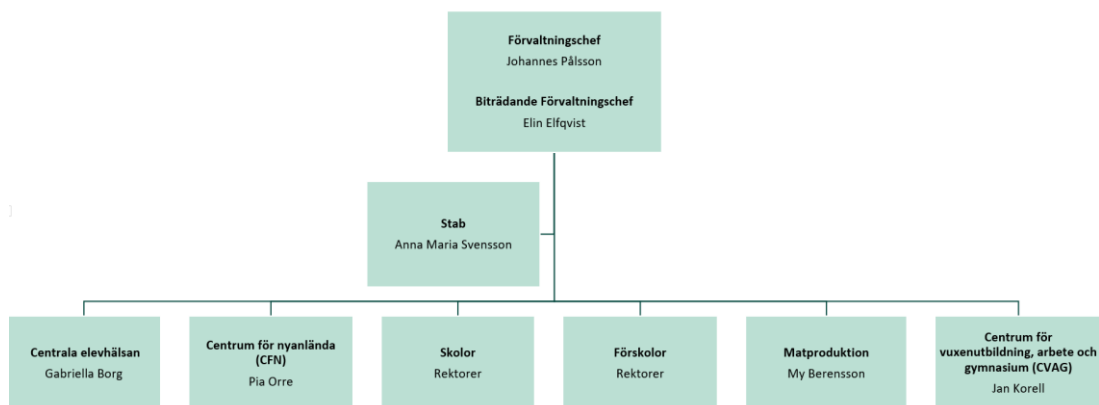 Förvaltningschef
Johannes Pålsson
Biträdande Förvaltningschef
Elin Elfqvist
Stab
Anna Maria Svensson
Centrala elevhälsan
Gabriella Borg
Centrum för nyanlända
(CFN)
Pia Orre
Skolor
Rektorer
Förskolor
Rektorer
Matproduktion
My Berensson
Centrum för
vuxenutbildning, arbete och
gymnasium (CVAG)
Jan Korell